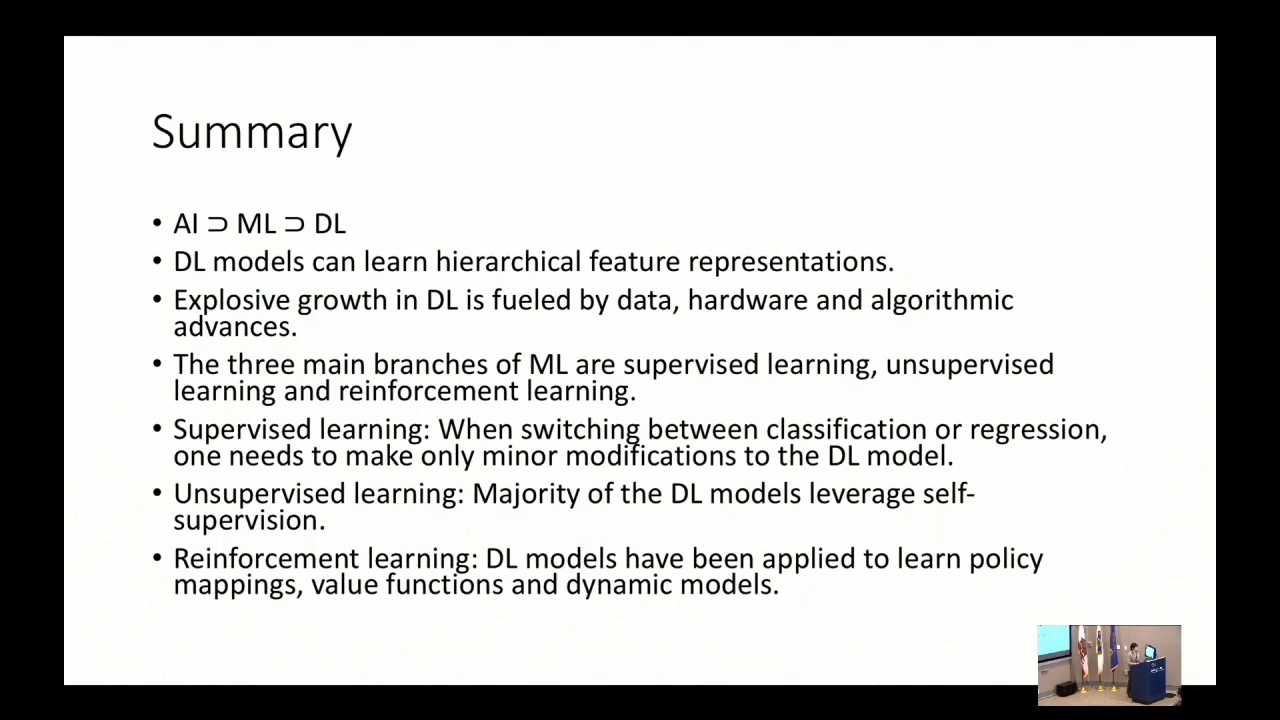 Summary
• AI ⊃ ML ⊃ DL
• DL models can learn hierarchical feature representations.
• Explosive growth in DL is fueled by data, hardware and algorithmic
advances.
• The three main branches of ML are supervised learning, unsupervised
learning and reinforcement learning.
• Supervised learning: When switching between classification or regression,
one needs to make only minor modifications to the DL model.
• Unsupervised learning: Majority of the DL models leverage self-
supervision.
• Reinforcement learning: DL models have been applied to learn policy
mappings, value functions and dynamic models.